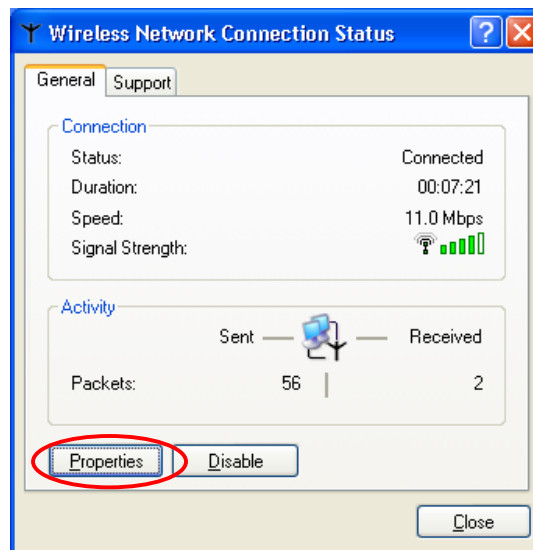 Wireless Network Connection Status
General Support
Connection
Status: Connected
Duration: 00:07:21
Speed: 11.0 Mbps
Signal Strength:
Activity
Sent Received
Packets: 56 2
Properties Disable
Close